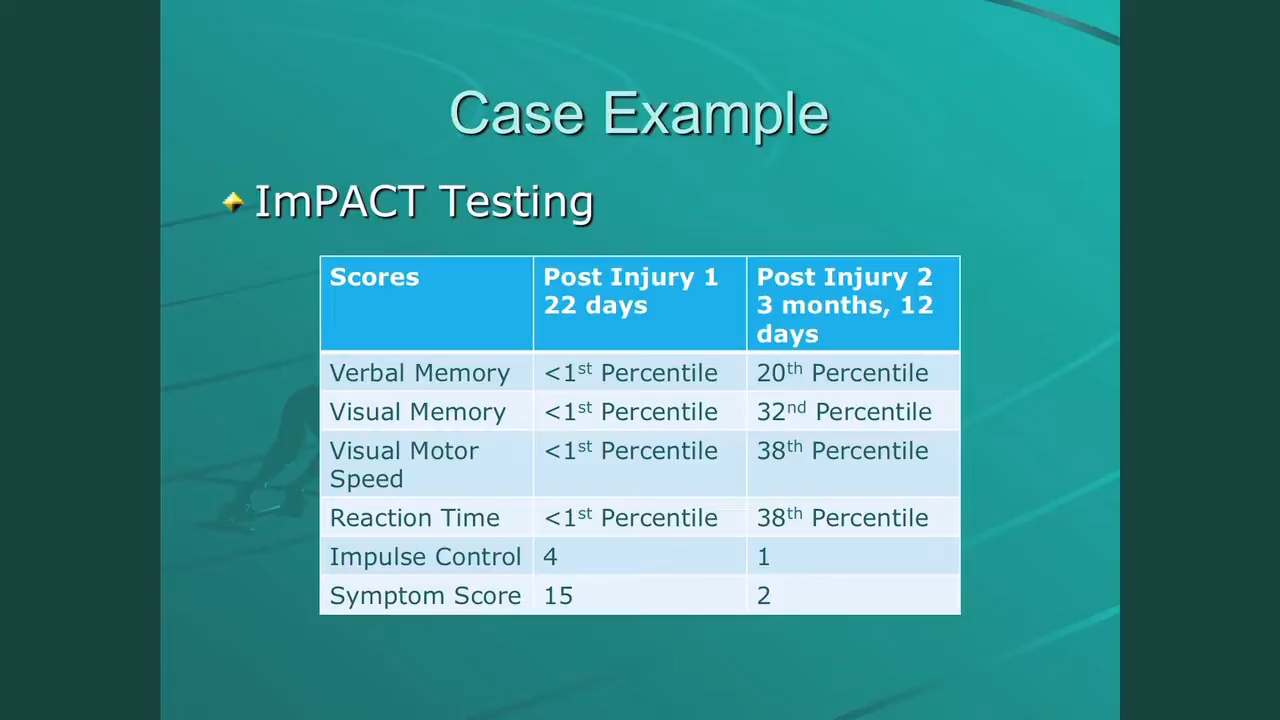 Case Example
ImPACT Testing
Scores Post Injury 1 22 days Post Injury 2 3 months, 12 days
Verbal Memory <1st Percentile 20th Percentile
Visual Memory <1st Percentile 32nd Percentile
Visual Motor Speed <1st Percentile 38th Percentile
Reaction Time <1st Percentile 38th Percentile
Impulse Control 4 1
Symptom Score 15 2